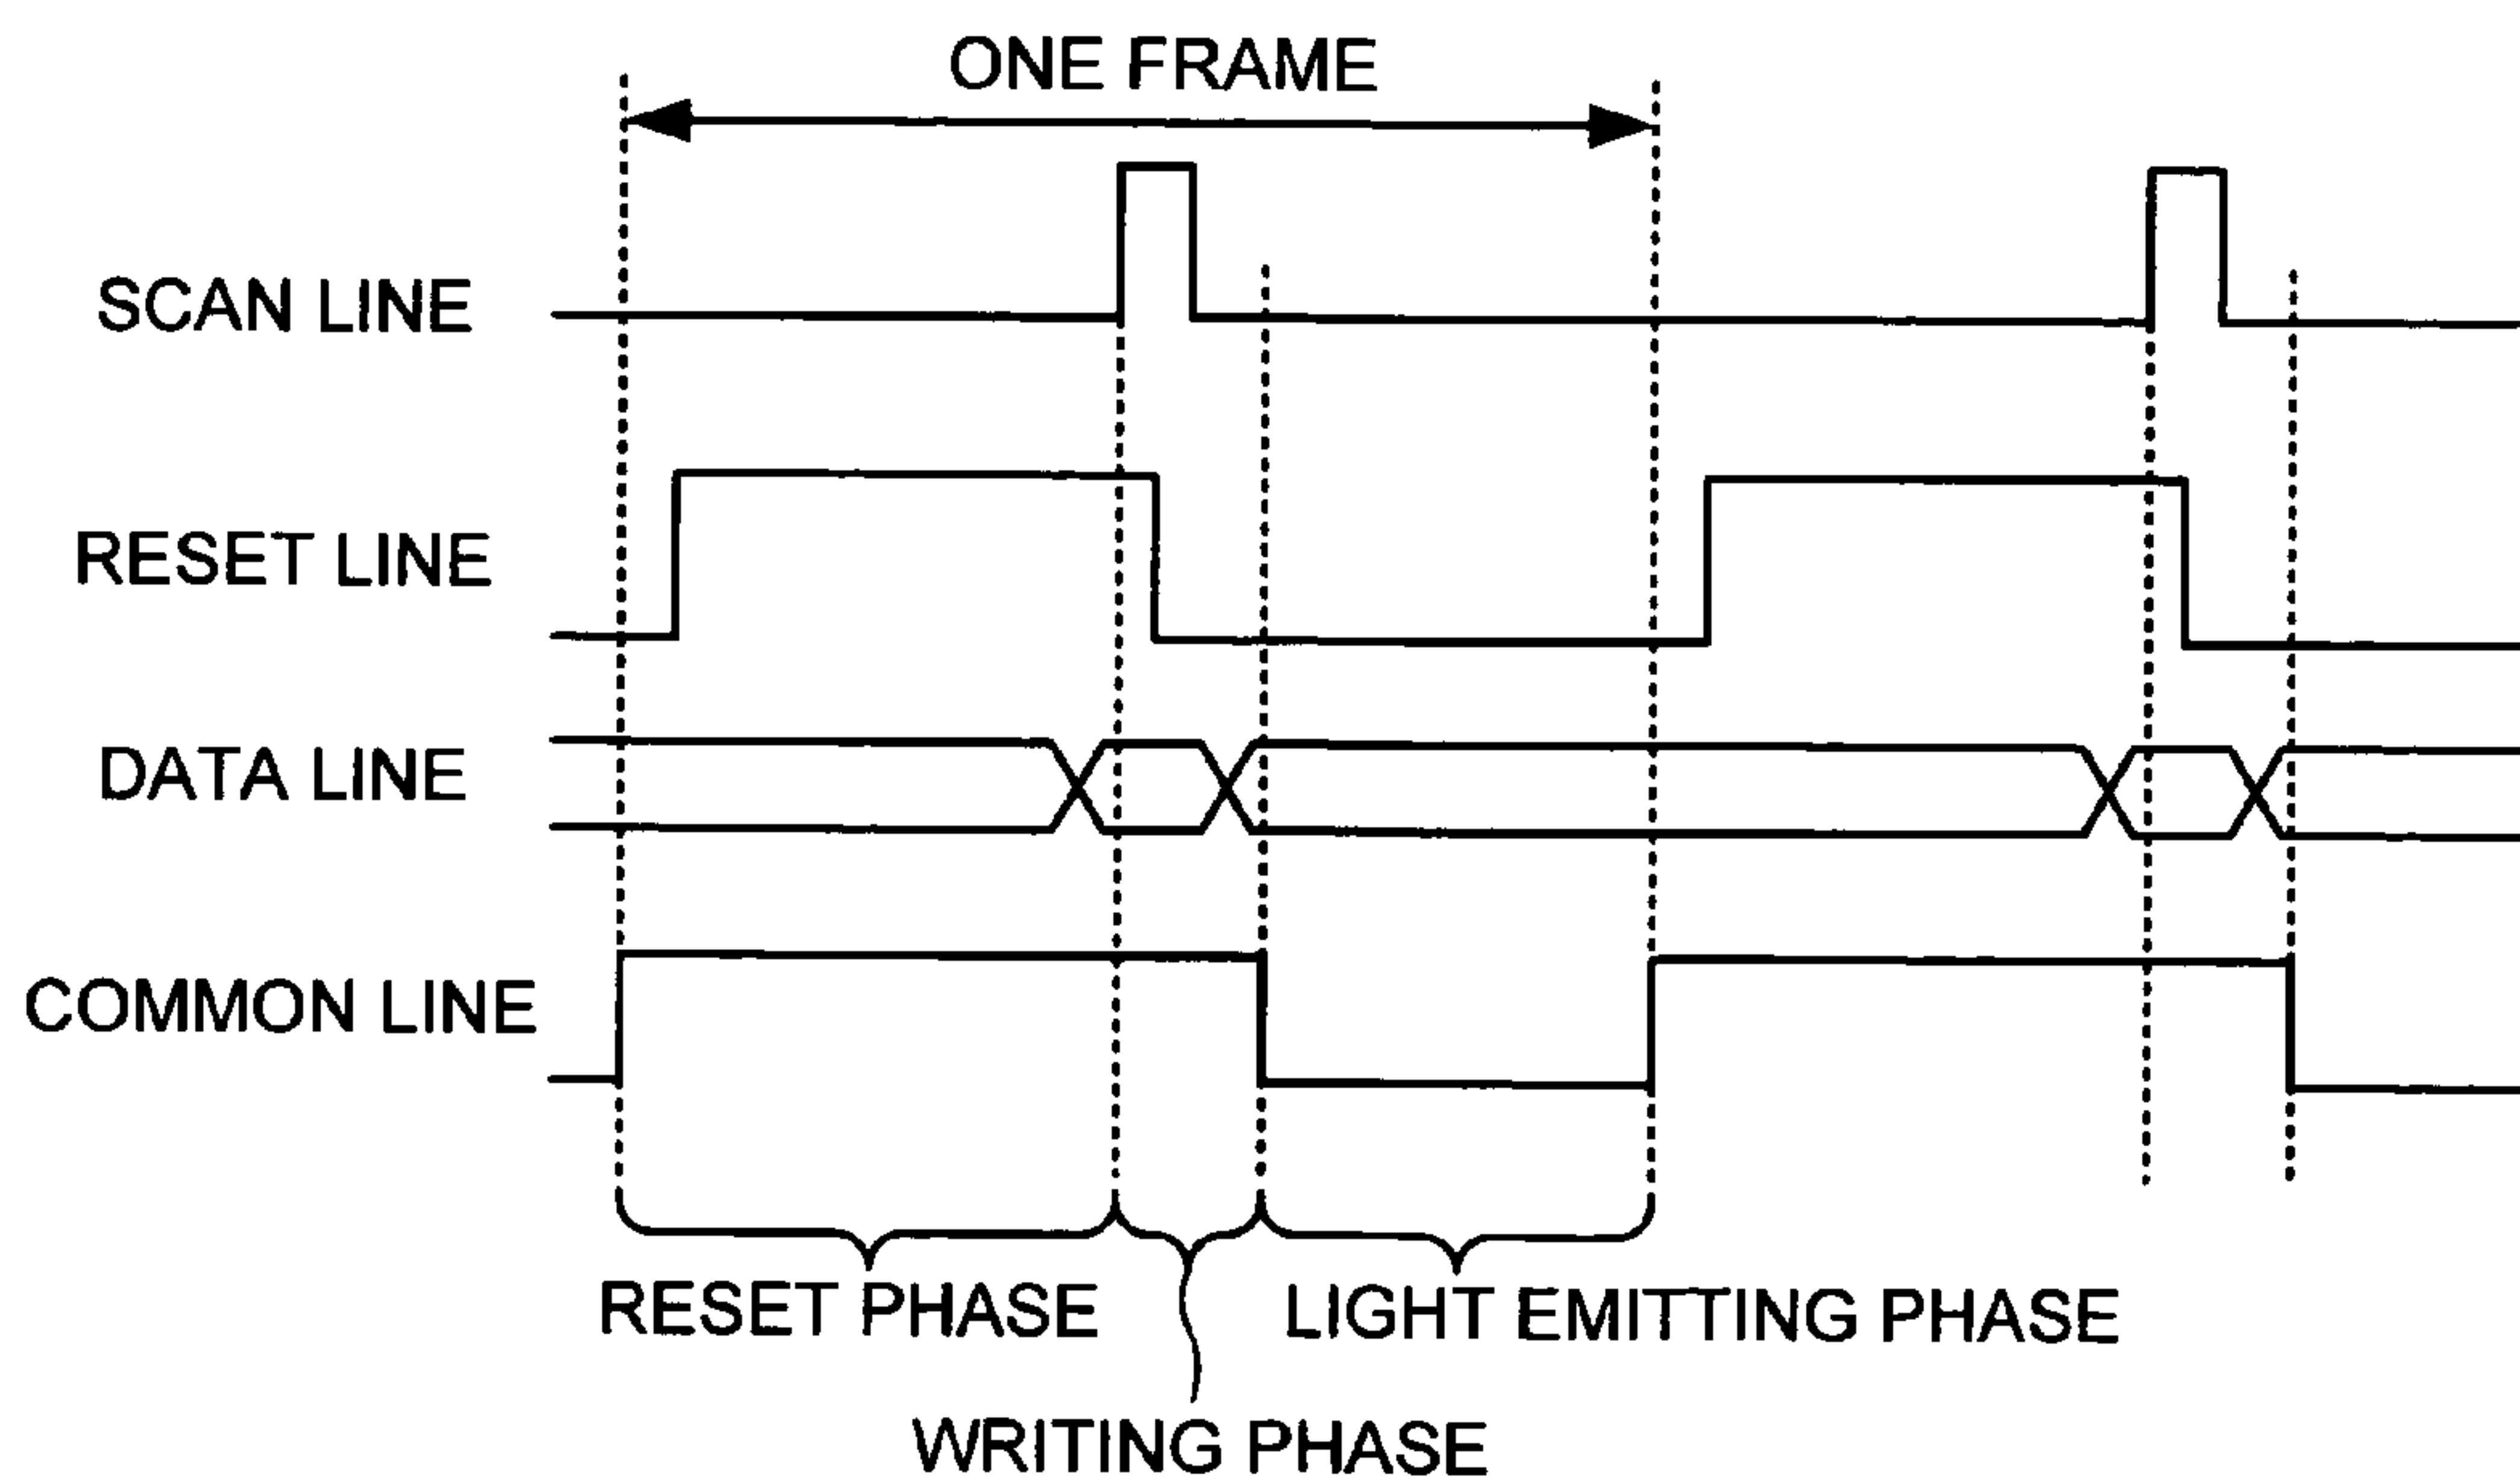 ONE FRAME
SCAN LINE
RESET LINE
DATA LINE
COMMON LINE
RESET PHASE
LIGHT EMITTING PHASE
WRITING PHASE